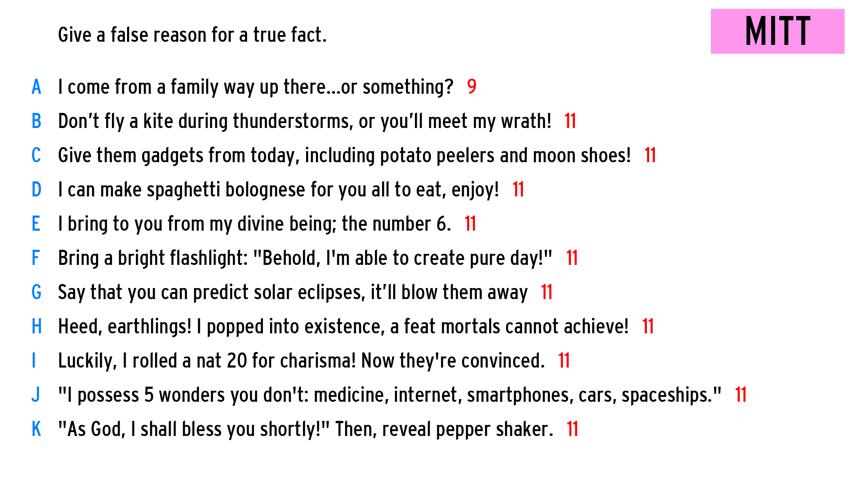 Give a false reason for a true fact.
MITT
A I come from a family way up there...or something? 9
B Don't fly a kite during thunderstorms, or you'll meet my wrath! 11
C Give them gadgets from today, including potato peelers and moon shoes! 11
D I can make spaghetti bolognese for you all to eat, enjoy! 11
E I bring to you from my divine being; the number 6. 11
F Bring a bright flashlight: "Behold, I'm able to create pure day!" 11
G Say that you can predict solar eclipses, it'll blow them away 11
H Heed, earthlings! I popped into existence, a feat mortals cannot achieve! 11
I Luckily, I rolled a nat 20 for charisma! Now they're convinced. 11
J "I possess 5 wonders you don't: medicine, internet, smartphones, cars, spaceships." 11
K "As God, I shall bless you shortly!" Then, reveal pepper shaker. 11